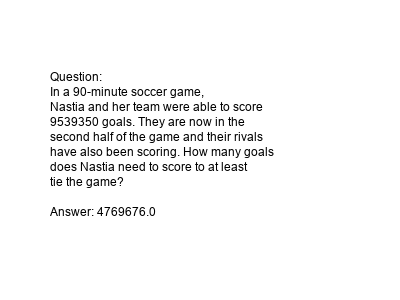 Question:
In a 90-minute soccer game,
Nastia and her team were able to score
9539350 goals. They are now in the
second half of the game and their rivals
have also been scoring. How many goals
does Nastia need to score to at least
tie the game?
Answer: 4769676.0